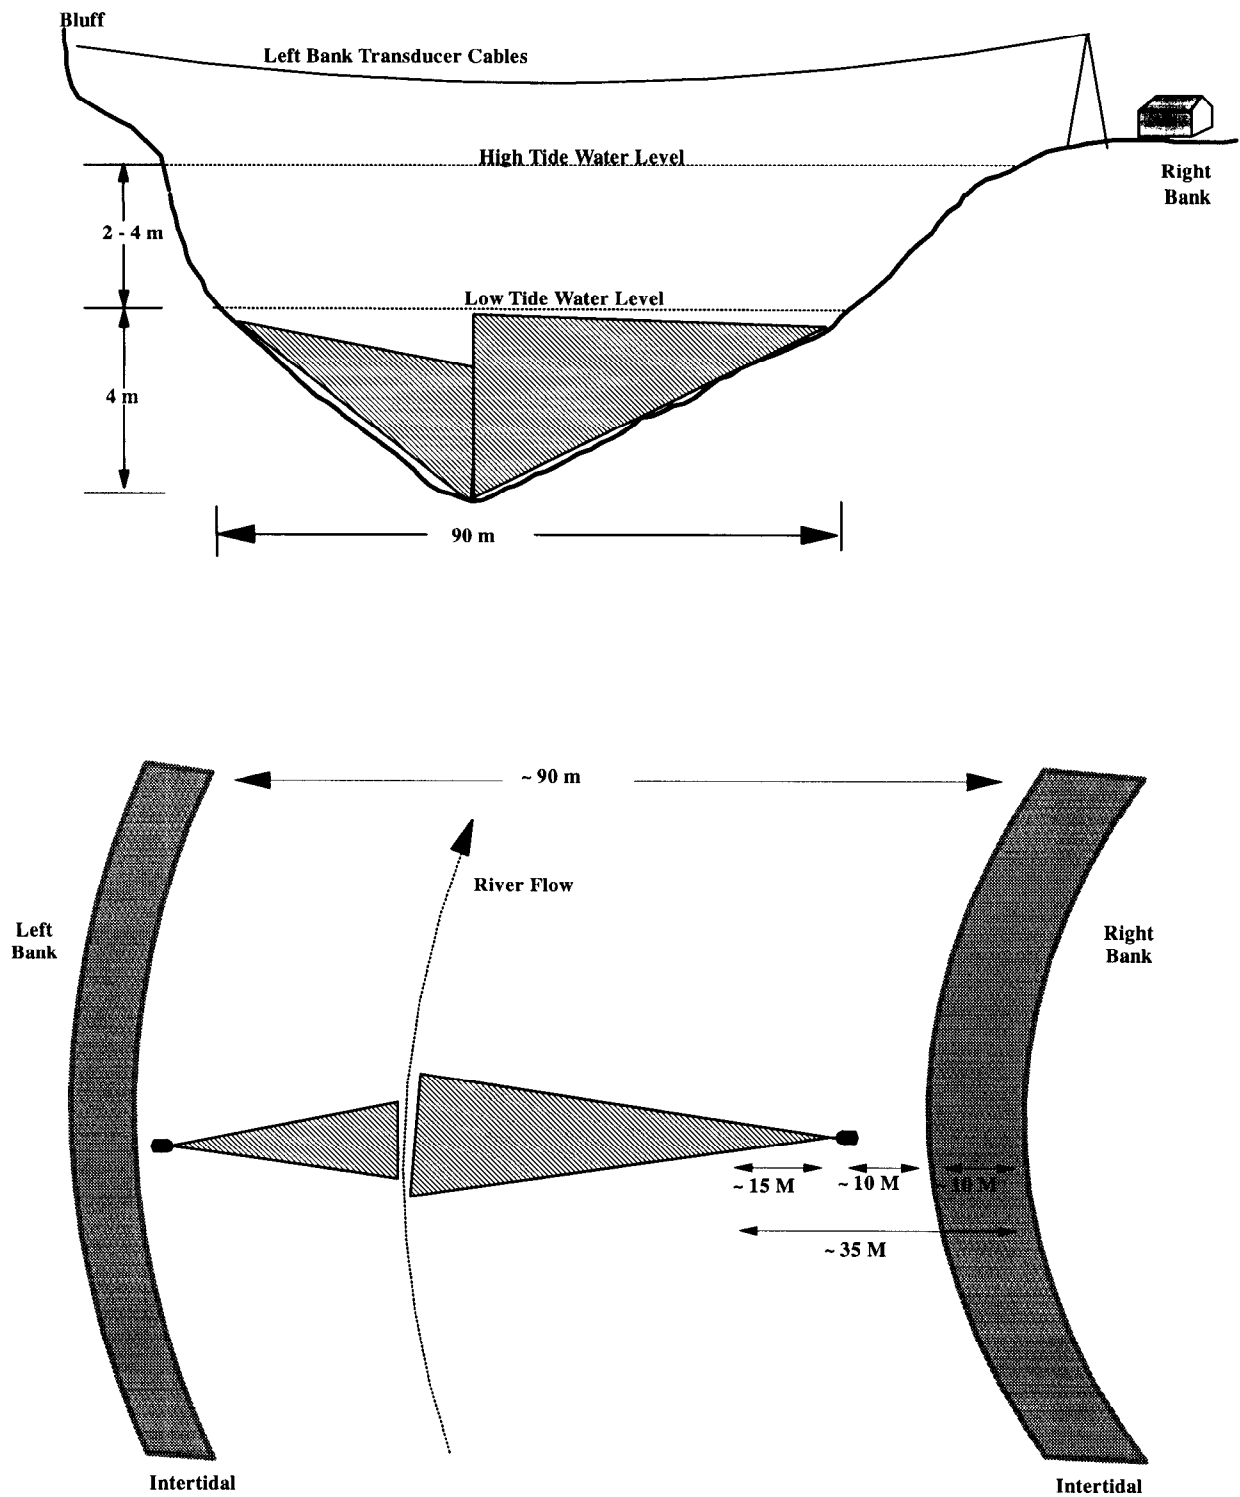 Bluff
Left Bank Transducer Cables
High Tide Water Level
Right
Bank
2 - 4 m
Low Tide Water Level
4 m
90 m
~ 90 m
River Flow
Left
Bank
Right
Bank
~ 15 M
~ 10 M
~ 10 M
~ 35 M
Intertidal
Intertidal